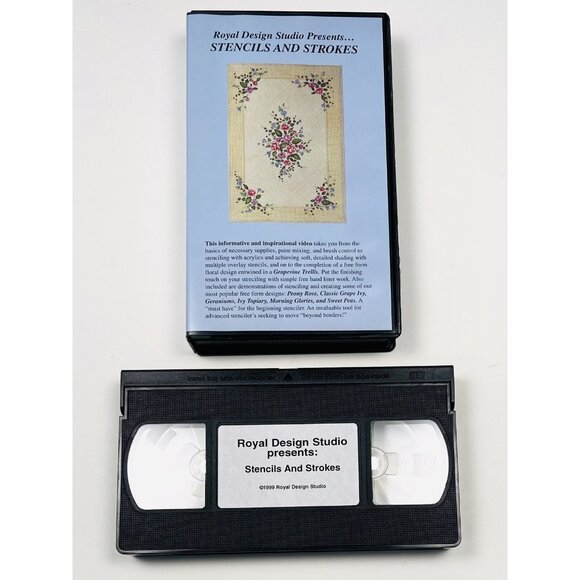 Royal Design Studio Presents...
STENCILS AND STROKES
This informative and inspirational video takes you from the
basics of necessary supplies, paint mixing, and brush control to
stenciling with acrylics and achieving soft, detailed shading with
multiple overlay stencils, and on to the completion of a free form
floral design entwined in a Grapevine Trellis. Put the finishing
touch on your stenciling with simple free hand liner work. Also
included are demonstrations of stenciling and creating some of our
most popular free form designs: Peony Rose, Classic Grape Ivy,
Geraniums, Ivy Topiary, Morning Glories, and Sweet Peas. A
"must have" for the beginning stenciler. An invaluable tool for
advanced stenciler's seeking to move "beyond borders!"
Insert this side into recorder
Royal Design Studio
presents:
Stencils And Strokes
©1999 Royal Design Studio